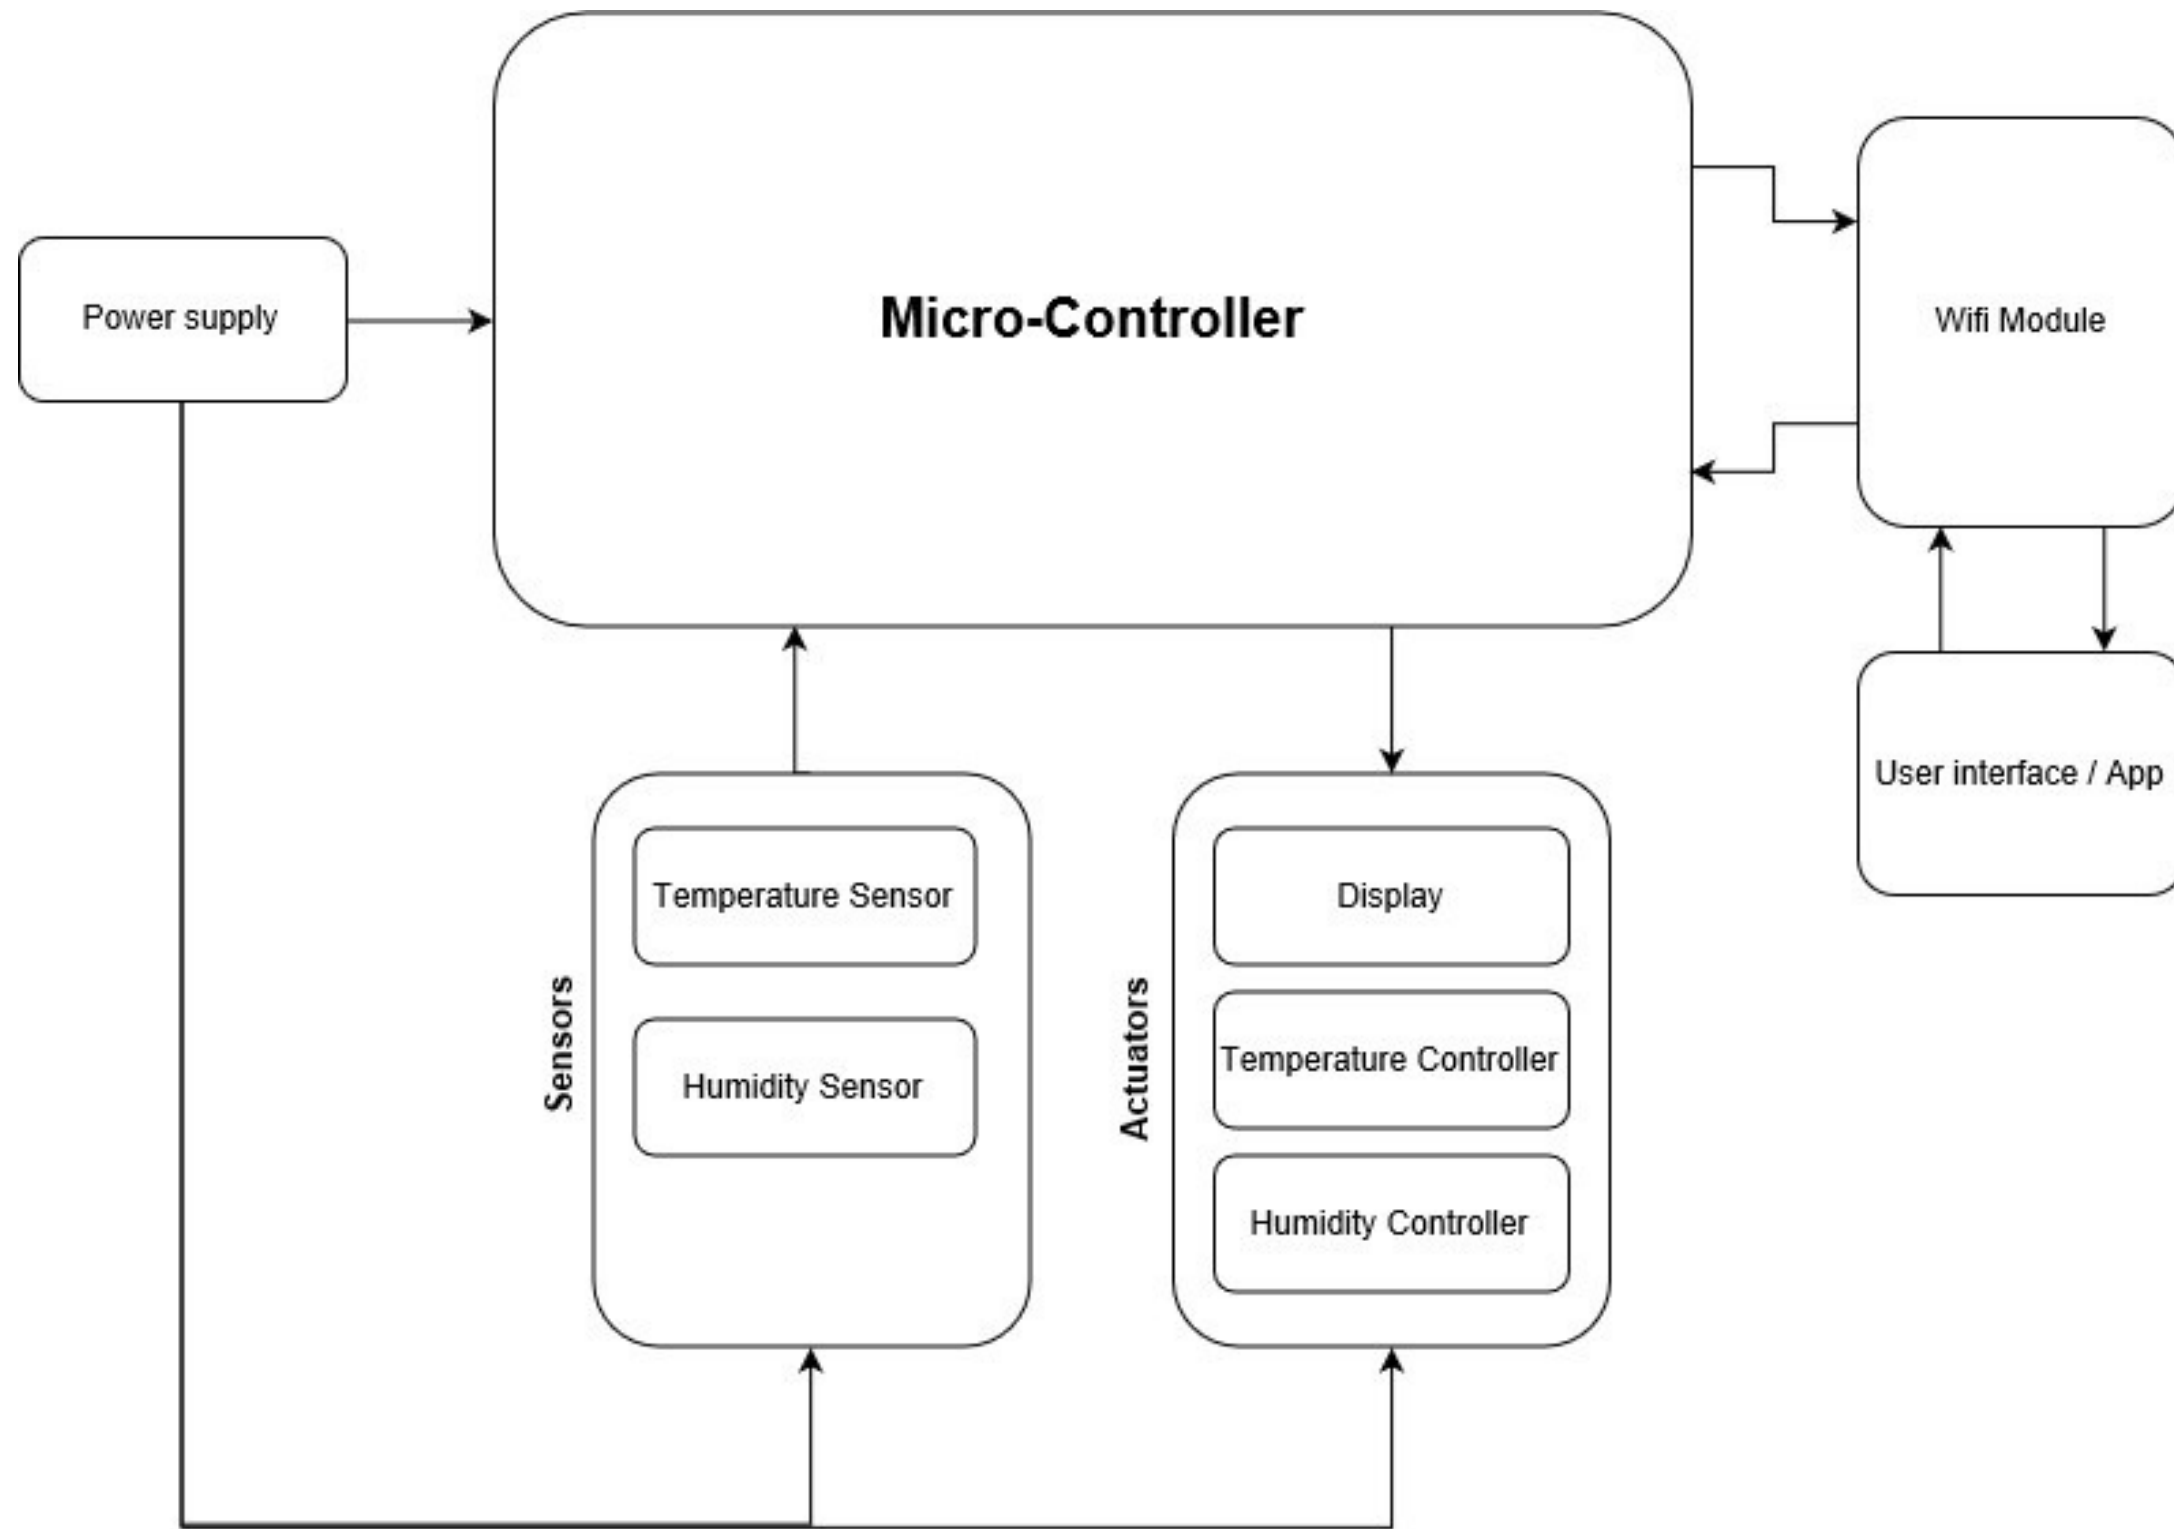 Micro-Controller
Power supply
Wifi Module
User interface / App
Sensors
Temperature Sensor
Humidity Sensor
Actuators
Display
Temperature Controller
Humidity Controller